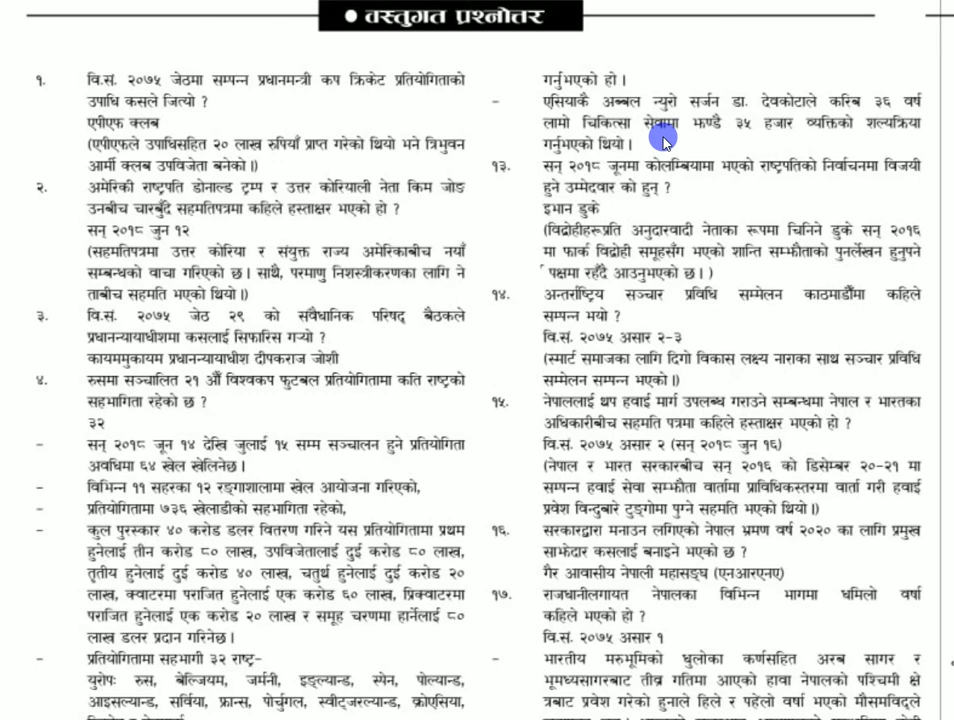 ● वस्तुगत प्रश्नोत्तर
१. वि.सं. २०७५ जेठमा सम्पन्न प्रधानमन्त्री कप क्रिकेट प्रतियोगिताको
उपाधि कसले जित्यो ?
एपीएफ क्लब
(एपीएफले उपाधिसहित २० लाख रुपियाँ प्राप्त गरेको थियो भने त्रिभुवन
आर्मी क्लब उपविजेता बनेको ।)
२. अमेरिकी राष्ट्रपति डोनाल्ड ट्रम्प र उत्तर कोरियाली नेता किम जोङ
उनबीच चारबुँदे सहमतिपत्रमा कहिले हस्ताक्षर भएको हो ?
सन् २०१८ जुन १२
(सहमतिपत्रमा उत्तर कोरिया र संयुक्त राज्य अमेरिकाबीच नयाँ
सम्बन्धको वाचा गरिएको छ । साथै, परमाणु निशस्त्रीकरणका लागि ने
ताबीच सहमति भएको थियो ।)
३. वि.सं. २०७५ जेठ २९ को संवैधानिक परिषद् बैठकले
प्रधानन्यायाधीशमा कसलाई सिफारिस गऱ्यो ?
कायममुकायम प्रधानन्यायाधीश दीपकराज जोशी
४. रुसमा सञ्चालित २१ औँ विश्वकप फुटबल प्रतियोगितामा कति राष्ट्रको
सहभागिता रहेको छ ?
३२
– सन् २०१८ जून १४ देखि जुलाई १५ सम्म सञ्चालन हुने प्रतियोगिता
अवधिमा ६४ खेल खेलिनेछ ।
– विभिन्न ११ सहरका १२ रङ्गाशालामा खेल आयोजना गरिएको,
– प्रतियोगितामा ७३६ खेलाडीको सहभागिता रहेको,
– कुल पुरस्कार ४० करोड डलर वितरण गरिने यस प्रतियोगितामा प्रथम
हुनेलाई तीन करोड ८० लाख, उपविजेतालाई दुई करोड ८० लाख,
तृतीय हुनेलाई दुई करोड ४० लाख, चतुर्थ हुनेलाई दुई करोड २०
लाख, क्वाटरमा पराजित हुनेलाई एक करोड ६० लाख, प्रिक्वाटरमा
पराजित हुनेलाई एक करोड २० लाख र समूह चरणमा हार्नेलाई ८०
लाख डलर प्रदान गरिनेछ ।
– प्रतियोगितामा सहभागी ३२ राष्ट्र–
युरोपः रुस, बेल्जियम, जर्मनी, इङ्ल्यान्ड, स्पेन, पोल्यान्ड,
आइसल्यान्ड, सर्विया, फ्रान्स, पोर्चुगल, स्वीट्जरल्यान्ड, क्रोएसिया,
गर्नुभएको हो ।
– एसियाकै अब्बल न्युरो सर्जन डा. देवकोटाले करिब ३६ वर्ष
लामो चिकित्सा सेवामा झण्डै ३५ हजार व्यक्तिको शल्यक्रिया
गर्नुभएको थियो ।
१३. सन् २०१८ जूनमा कोलम्बियामा भएको राष्ट्रपतिको निर्वाचनमा विजयी
हुने उम्मेदवार को हुन् ?
इभान डुके
(विद्रोहीहरूप्रति अनुदारवादी नेताका रूपमा चिनिने डुके सन् २०१६
मा फार्क विद्रोही समूहसँग भएको शान्ति सम्झौताको पुनर्लेखन हुनुपने
पक्षमा रहँदै आउनुभएको छ । )
१४. अन्तर्राष्ट्रिय सञ्चार प्रविधि सम्मेलन काठमाडौँमा कहिले
सम्पन्न भयो ?
वि.सं. २०७५ असार २-३
(स्मार्ट समाजका लागि दिगो विकास लक्ष्य नाराका साथ सञ्चार प्रविधि
सम्मेलन सम्पन्न भएको ।)
१५. नेपाललाई थप हवाई मार्ग उपलब्ध गराउने सम्बन्धमा नेपाल र भारतका
अधिकारीबीच सहमति पत्रमा कहिले हस्ताक्षर भएको हो ?
वि.सं. २०७५ असार २ (सन् २०१८ जुन १६)
(नेपाल र भारत सरकारबीच सन् २०१६ को डिसेम्बर २०-२१ मा
सम्पन्न हवाई सेवा सम्झौता वार्तामा प्राविधिकस्तरमा वार्ता गरी हवाई
प्रवेश विन्दुबारे टुङ्गोमा पुग्ने सहमति भएको थियो ।)
१६. सरकारद्वारा मनाउन लगिएको नेपाल भ्रमण वर्ष २०२० का लागि प्रमुख
साझेदार कसलाई बनाइने भएको छ ?
गैर आवासीय नेपाली महासङ्घ (एनआरएनए)
१७. राजधानीलगायत नेपालका विभिन्न भागमा धमिलो वर्षा
कहिले भएको हो ?
वि.सं. २०७५ असार १
– भारतीय मरुभूमिको धुलोका कर्णसहित अरब सागर र
भूमध्यसागरबाट तीव्र गतिमा आएको हावा नेपालको पश्चिमी क्षे
त्रबाट प्रवेश गरेको हुनाले हिले र पहेंलो वर्षा भएको मौसमविद्ले